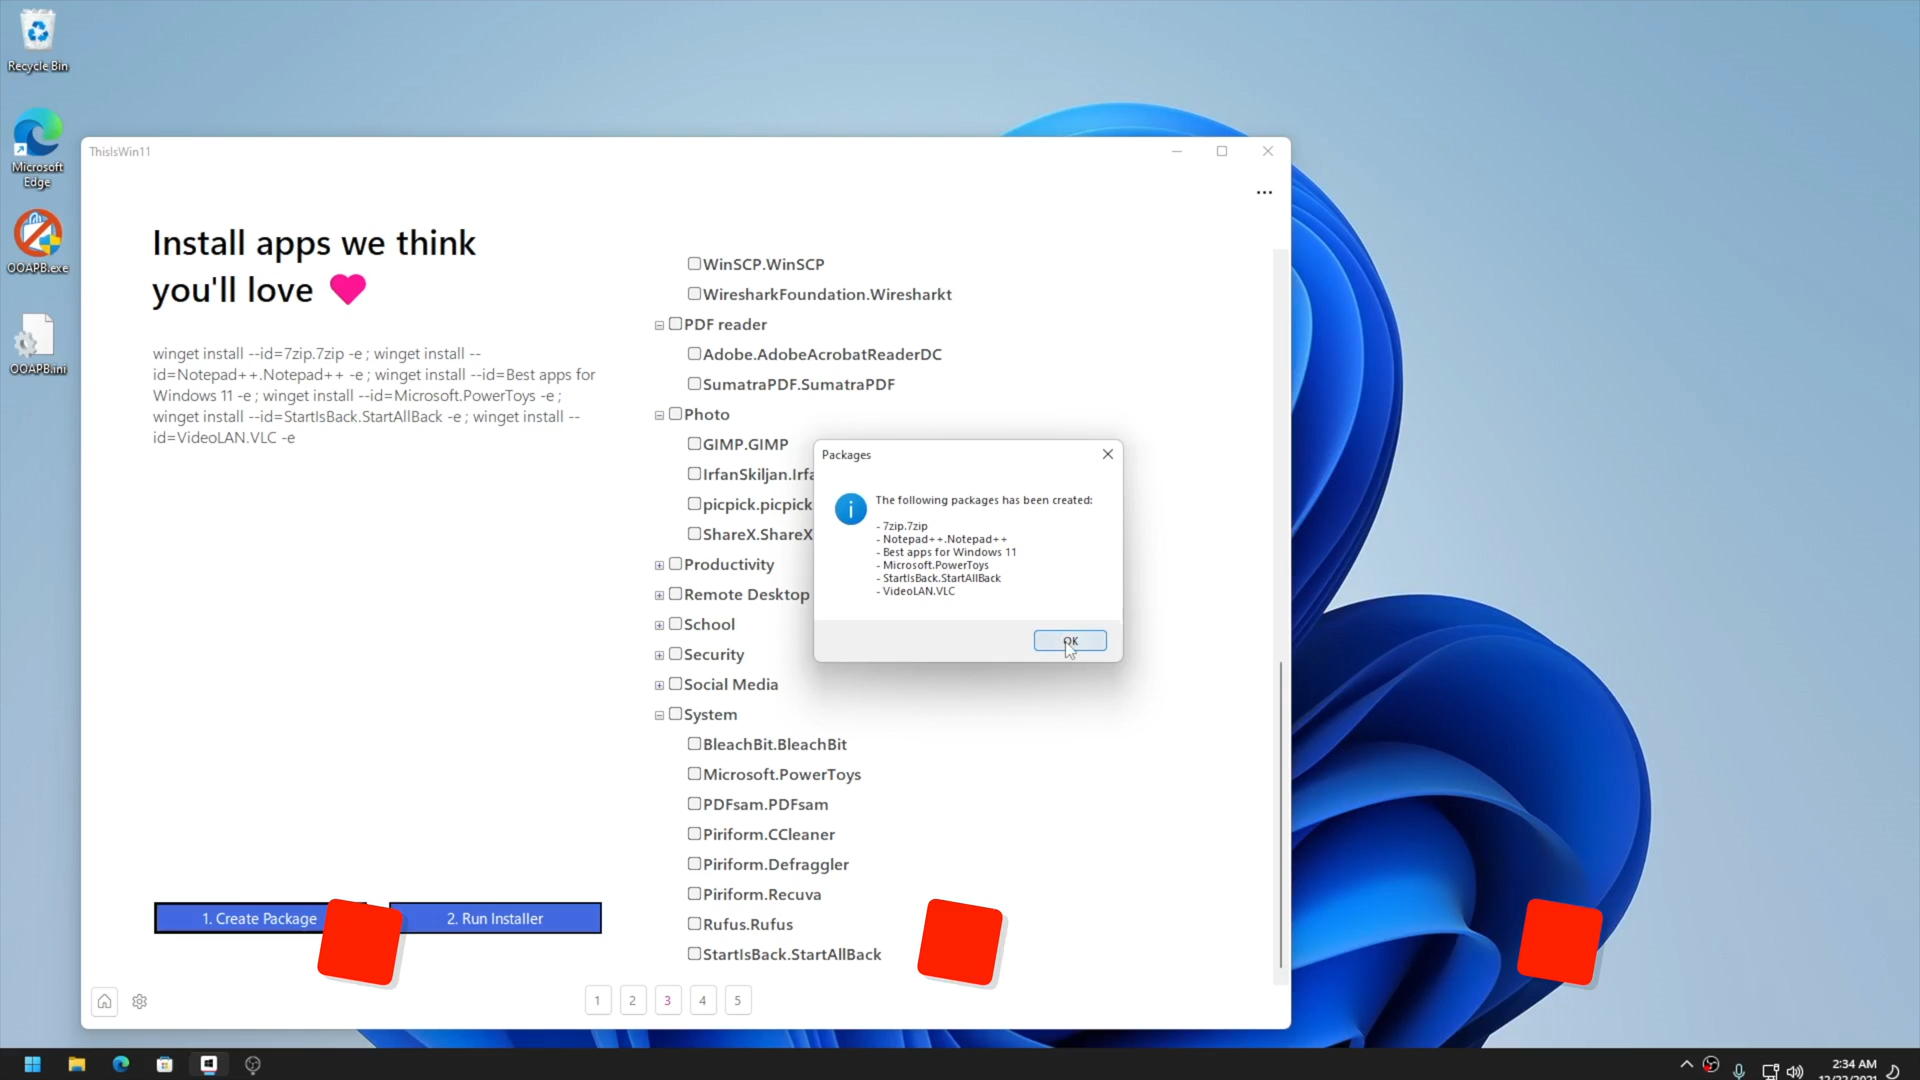 Recycle Bin
Microsoft
Edge
OOAPB.exe
OOAPB.ini
ThisIsWin11
...
Install apps we think
you'll love
winget install --id=7zip.7zip -e ; winget install --
id=Notepad++.Notepad++ -e ; winget install --id=Best apps for
Windows 11 -e ; winget install --id=Microsoft.PowerToys -e ;
winget install --id=StartIsBack.StartAllBack -e ; winget install --
id=VideoLAN.VLC -e
1. Create Package
2. Run Installer
WinSCP.WinSCP
WiresharkFoundation.Wiresharkt
PDF reader
Adobe.AdobeAcrobatReaderDC
SumatraPDF.SumatraPDF
Photo
GIMP.GIMP
IrfanSkiljan.Irfa
picpick.picpick
ShareX.ShareX
Productivity
Remote Desktop
School
Security
Social Media
System
BleachBit.BleachBit
Microsoft.PowerToys
PDFsam.PDFsam
Piriform.CCleaner
Piriform.Defraggler
Piriform.Recuva
Rufus.Rufus
StartIsBack.StartAllBack
Packages
The following packages has been created:
- 7zip.7zip
- Notepad++.Notepad++
- Best apps for Windows 11
- Microsoft.PowerToys
- StartIsBack.StartAllBack
- VideoLAN.VLC
OK
1 2 3 4 5
2:34 AM